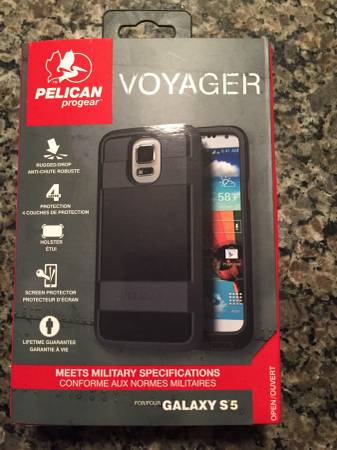 PELICAN
progear
VOYAGER
RUGGED/DROP
ANTI-CHUTE ROBUSTE
4
PROTECTION
4 COUCHES DE PROTECTION
HOLSTER
ÉTUI
SCREEN PROTECTOR
PROTECTEUR D'ÉCRAN
LIFETIME GUARANTEE
GARANTIE À VIE
58°
MEETS MILITARY SPECIFICATIONS
CONFORME AUX NORMES MILITAIRES
FOR/POUR GALAXY S 5
OPEN/OUVERT